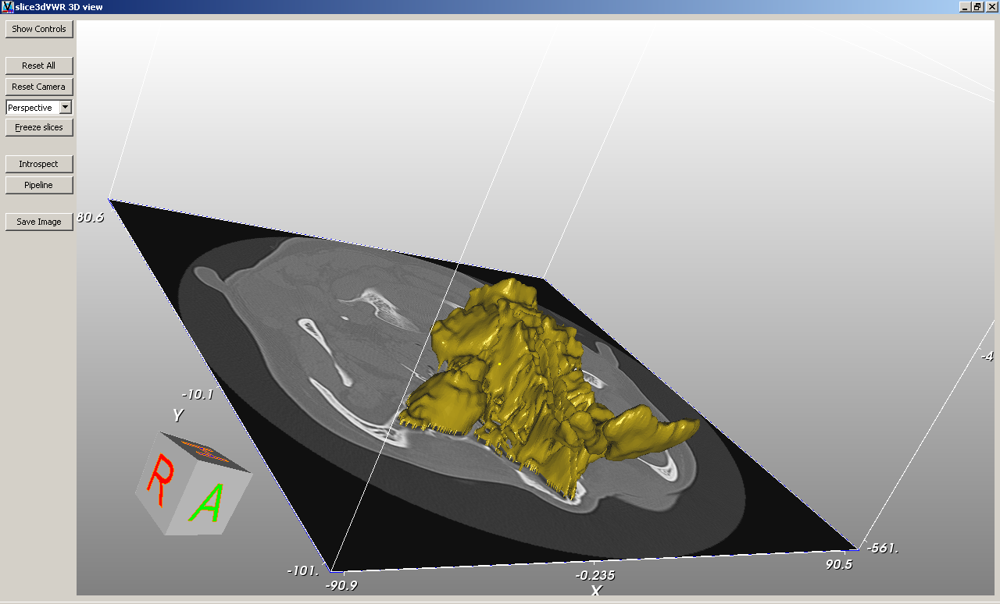 slice3dVWR 3D view
Show Controls
Reset All
Reset Camera
Perspective
Freeze slices
Introspect
Pipeline
Save Image
80.6
-4
-10.1
Y
R
A
-561.
-101.
-90.9
-0.235
90.5
X